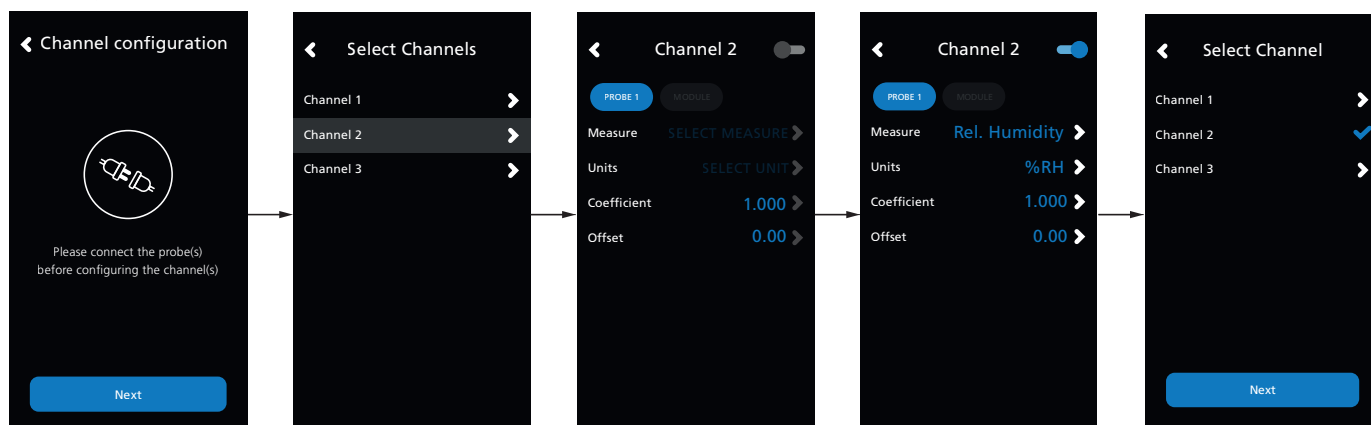 Channel configuration
Please connect the probe(s)
before configuring the channel(s)
Next
Select Channels
Channel 1
Channel 2
Channel 3
Channel 2
PROBE 1 MODULE
Measure SELECT MEASURE
Units SELECT UNIT
Coefficient 1.000
Offset 0.00
Channel 2
PROBE 1 MODULE
Measure Rel. Humidity
Units %RH
Coefficient 1.000
Offset 0.00
Select Channel
Channel 1
Channel 2
Channel 3
Next